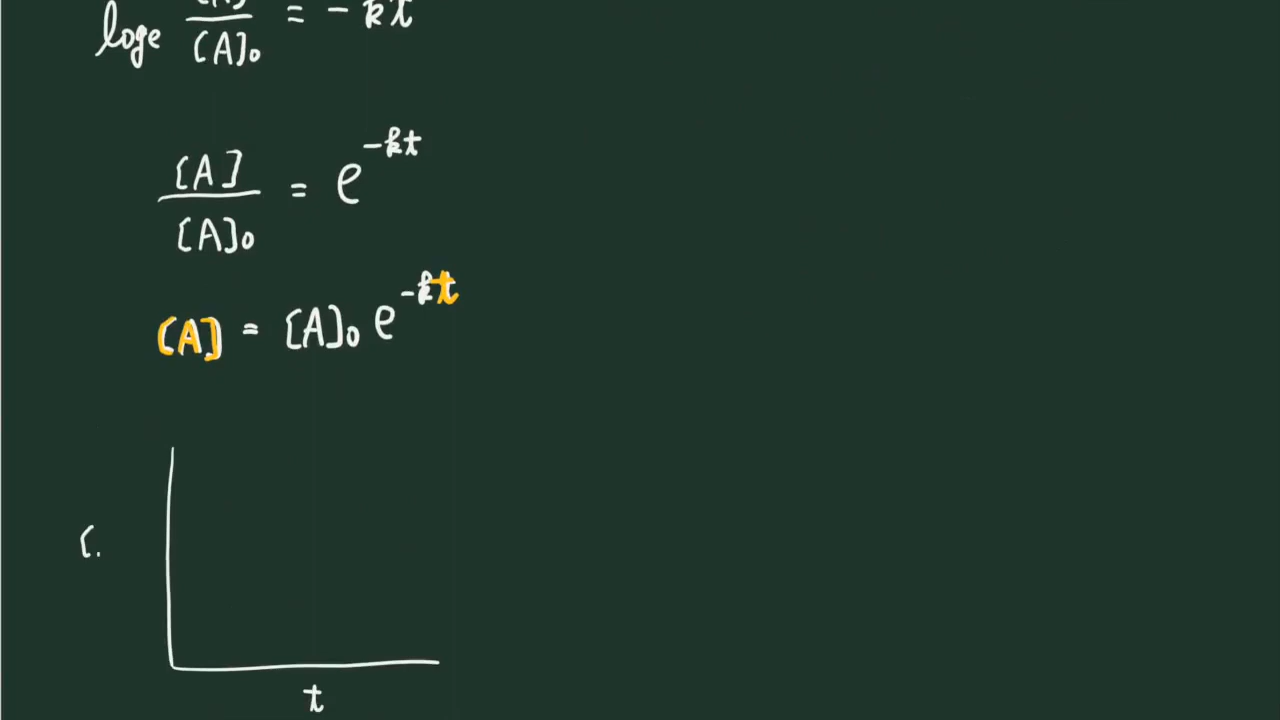 loge [A]/[A]₀ = -kt
[A]/[A]₀ = e^-kt
[A] = [A]₀ e^-kt
[
t